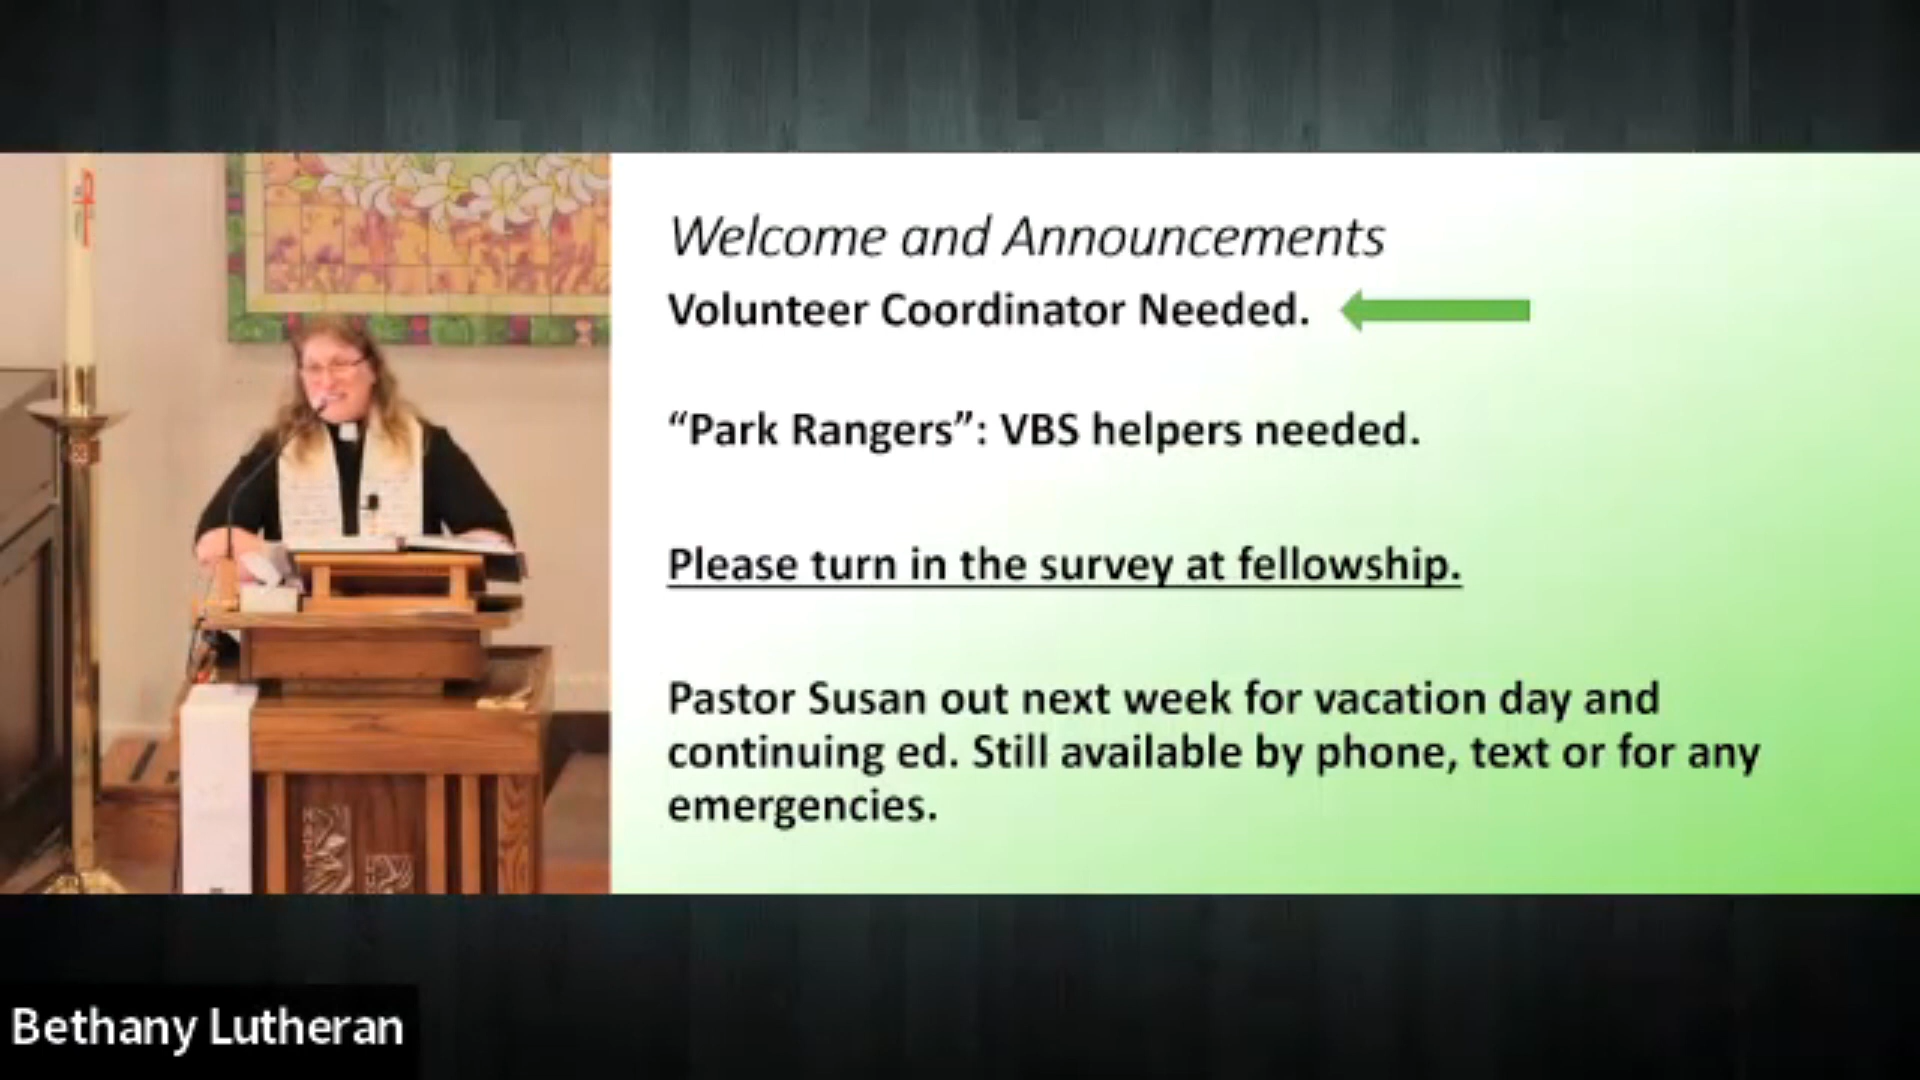 Welcome and Announcements
Volunteer Coordinator Needed.
“Park Rangers”: VBS helpers needed.
Please turn in the survey at fellowship.
Pastor Susan out next week for vacation day and
continuing ed. Still available by phone, text or for any
emergencies.
Bethany Lutheran